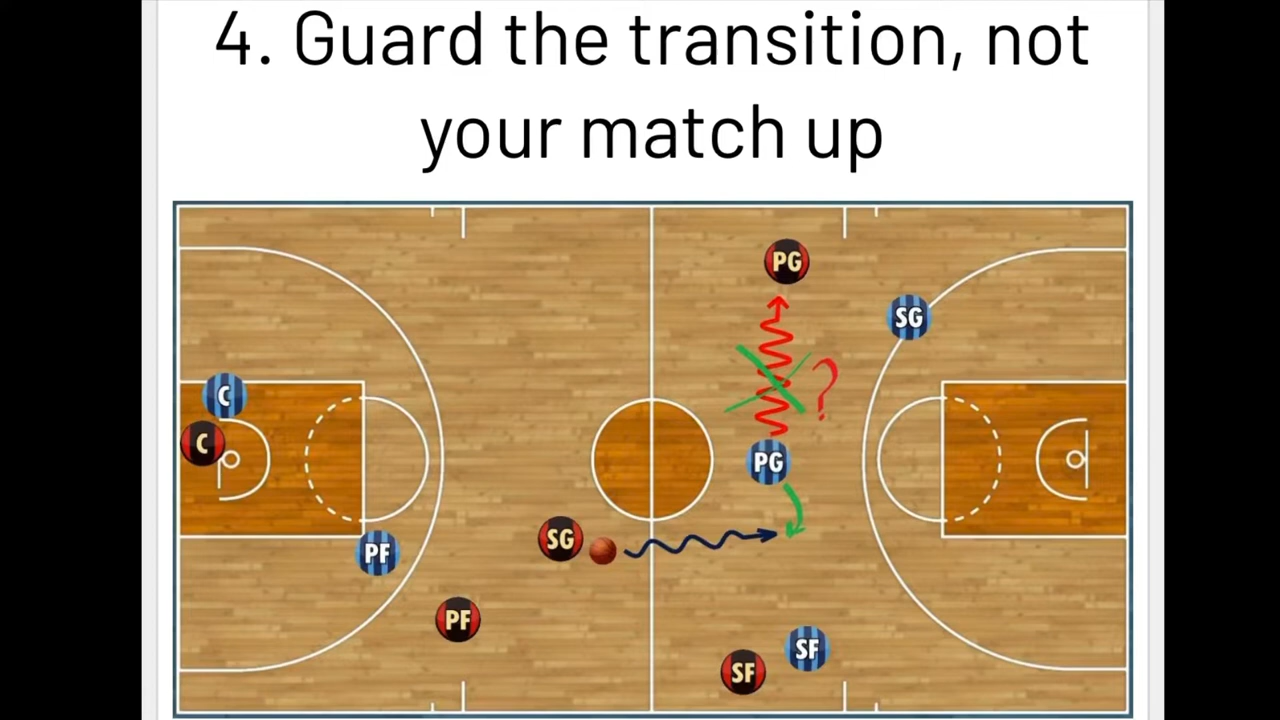 4. Guard the transition, not
your match up
PG
SG
C
?
C
PG
SG
PF
PF
SF
SF